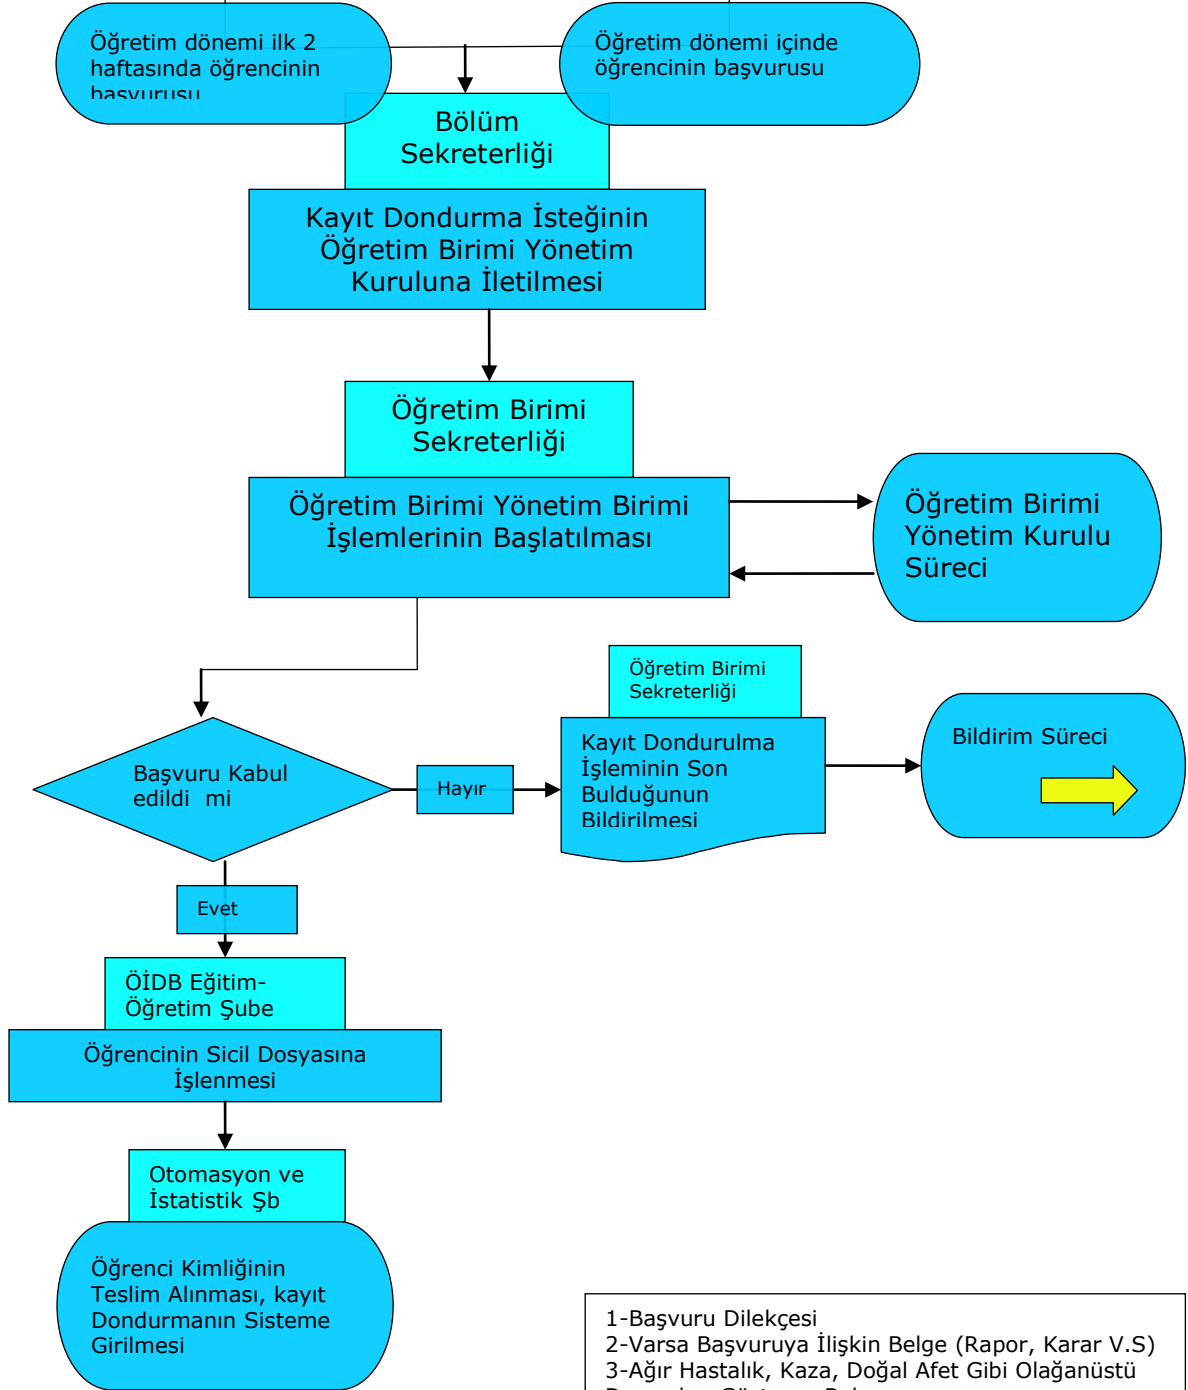 Öğretim dönemi ilk 2
haftasında öğrencinin
başvurusu
Öğretim dönemi içinde
öğrencinin başvurusu
Bölüm
Sekreterliği
Kayıt Dondurma İsteğinin
Öğretim Birimi Yönetim
Kuruluna İletilmesi
Öğretim Birimi
Sekreterliği
Öğretim Birimi Yönetim Birimi
İşlemlerinin Başlatılması
Öğretim Birimi
Yönetim Kurulu
Süreci
Öğretim Birimi
Sekreterliği
Kayıt Dondurulma
İşleminin Son
Bulduğunun
Bildirilmesi
Bildirim Süreci
Başvuru Kabul
edildi mi
Hayır
Evet
ÖİDB Eğitim-
Öğretim Şube
Öğrencinin Sicil Dosyasına
İşlenmesi
Otomasyon ve
İstatistik Şb
Öğrenci Kimliğinin
Teslim Alınması, kayıt
Dondurmanın Sisteme
Girilmesi
1-Başvuru Dilekçesi
2-Varsa Başvuruya İlişkin Belge (Rapor, Karar V.S)
3-Ağır Hastalık, Kaza, Doğal Afet Gibi Olağanüstü